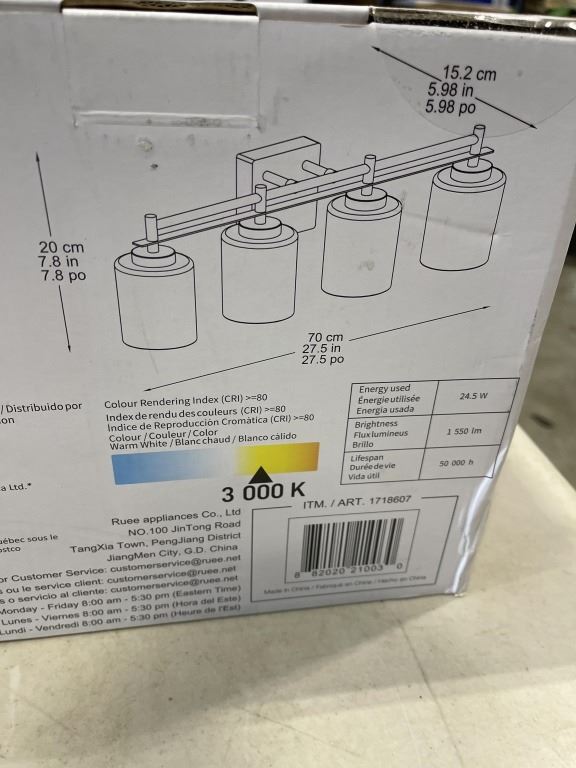 15.2 cm
5.98 in
5.98 po
20 cm
7.8 in
7.8 po
70 cm
27.5 in
27.5 po
/ Distribuido por
Colour Rendering Index (CRI) >=80
Index de rendu des couleurs (CRI) >=80
Indice de Reproducción Cromática (CRI) >=80
Colour / Couleur / Color
Warm White / Blanc chaud / Blanco cálido
3 000 K
Energy used
Énergie utilisée
Energia usada
24.5 W
Brightness
Flux lumineus
Brillo
1 550 lm
Lifespan
Durée de vie
Vida útil
50 000 h
a Ltd.*
uébec sous le
ostco
Ruee appliances Co., Ltd
NO.100 JinTong Road
TangXia Town, PengJiang District
JiangMen City, G.D. China
or Customer Service: customerservice@ruee.net
ou le service client: customerservice@ruee.net
o servicio al cliente: customerservice@ruee.net
Monday - Friday 8:00 am - 5:30 pm (Eastern Time)
Lunes - Viernes 8:00 am - 5:30 pm (Hora del Este)
Lundi - Vendredi 8:00 am - 5:30 pm (Heure de l'Est)
ITM. / ART. 1718607
8 82020 21003 0
Made in China / Fabriqué en Chine / Hecho en China